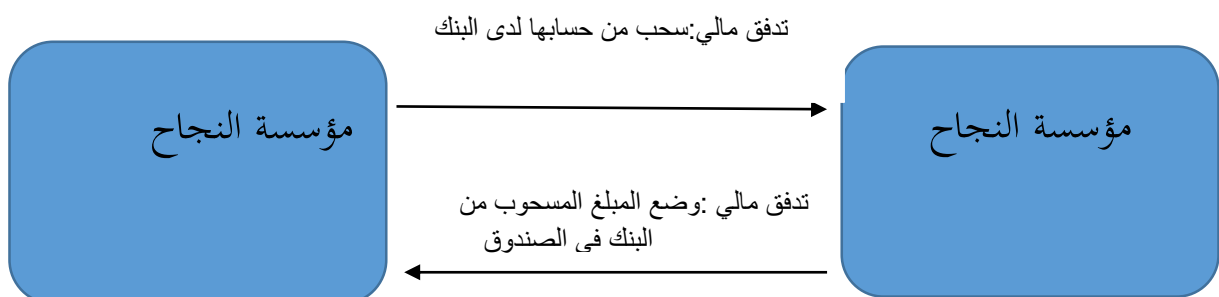 تدفق مالي:سحب من حسابها لدى البنك
مؤسسة النجاح
مؤسسة النجاح
تدفق مالي :وضع المبلغ المسحوب من
البنك في الصندوق